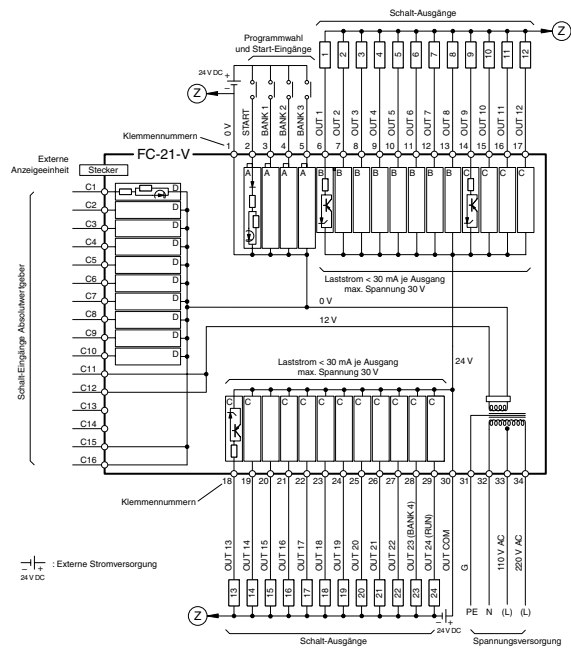 Schalt-Ausgänge
Programmwahl
und Start-Eingänge
Z
1
2
3
4
5
6
7
8
9
10
11
12
24 V DC
+
−
Z
0 V
START
BANK 1
BANK 2
BANK 3
OUT 1
OUT 2
OUT 3
OUT 4
OUT 5
OUT 6
OUT 7
OUT 8
OUT 9
OUT 10
OUT 11
OUT 12
Klemmennummern
1
2
3
4
5
6
7
8
9
10
11
12
13
14
15
16
17
FC-21-V
Externe
Anzeigeeinheit
Stecker
A
A
A
A
B
B
B
B
B
B
B
B
C
C
C
C
Schalt-Eingänge Absolutwertgeber
C1
D
C2
D
C3
D
C4
D
C5
D
C6
D
C7
D
C8
D
C9
D
C10
D
C11
C12
C13
C14
C15
C16
Laststrom < 30 mA je Ausgang
max. Spannung 30 V
0 V
12 V
24 V
Laststrom < 30 mA je Ausgang
max. Spannung 30 V
C
C
C
C
C
C
C
C
C
C
C
C
18
19
20
21
22
23
24
25
26
27
28
29
30
31
32
33
34
Klemmennummern
OUT 13
OUT 14
OUT 15
OUT 16
OUT 17
OUT 18
OUT 19
OUT 20
OUT 21
OUT 22
OUT 23 (BANK 4)
OUT 24 (RUN)
OUT COM
G
110 V AC
220 V AC
− +
24 V DC
: Externe Stromversorgung
13
14
15
16
17
18
19
20
21
22
23
24
PE
N
(L)
(L)
Z
− +
24 V DC
Schalt-Ausgänge
Spannungsversorgung